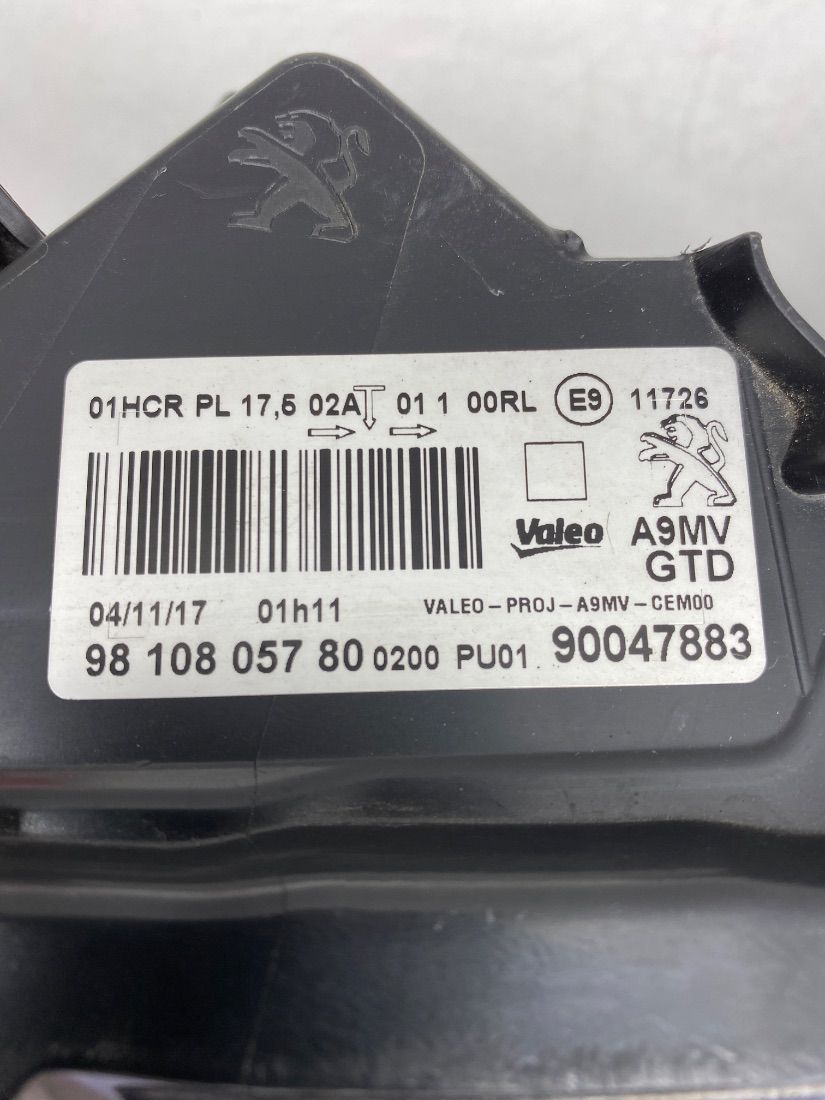 01HCR PL 17,5 02A 01 1 00RL E9 11726
Valeo A9MV
GTD
04/11/17 01h11 VALEO-PROJ-A9MV-CEM00
98 108 057 80 0200 PU01 90047883